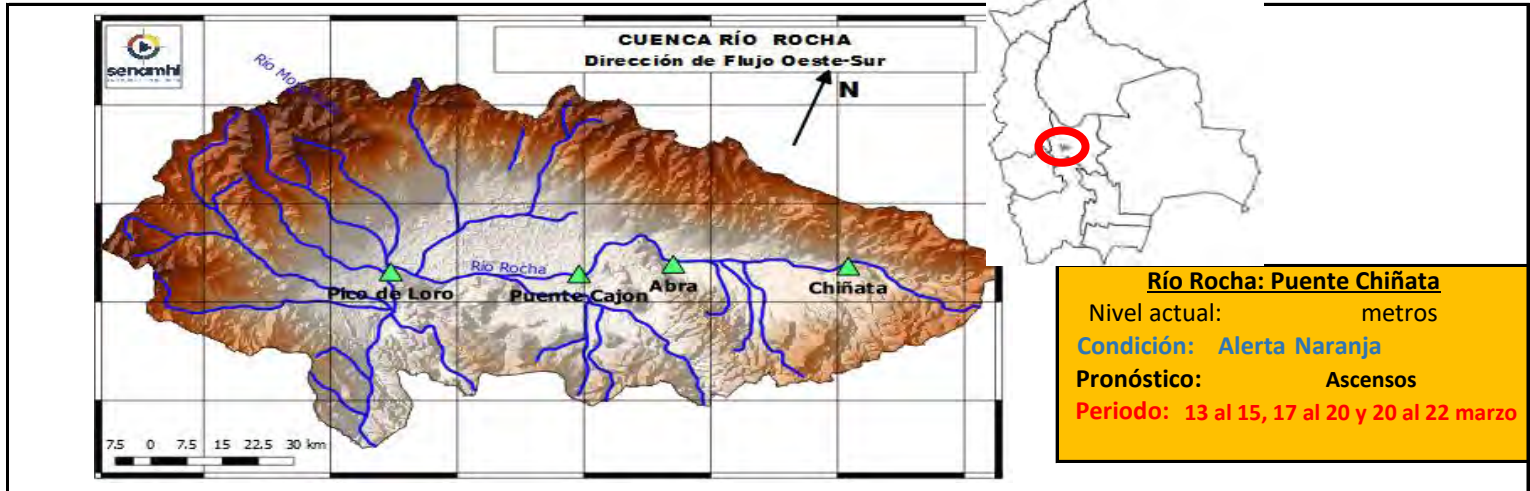 senamhi
CUENCA RÍO ROCHA
Dirección de Flujo Oeste-Sur
N
Río Rocha
Pico de Loro
Puente Cajon
Abra
Chiñata
7.5 0 7.5 15 22.5 30 km
Río Rocha: Puente Chiñata
Nivel actual: metros
Condición: Alerta Naranja
Pronóstico: Ascensos
Periodo: 13 al 15, 17 al 20 y 20 al 22 marzo